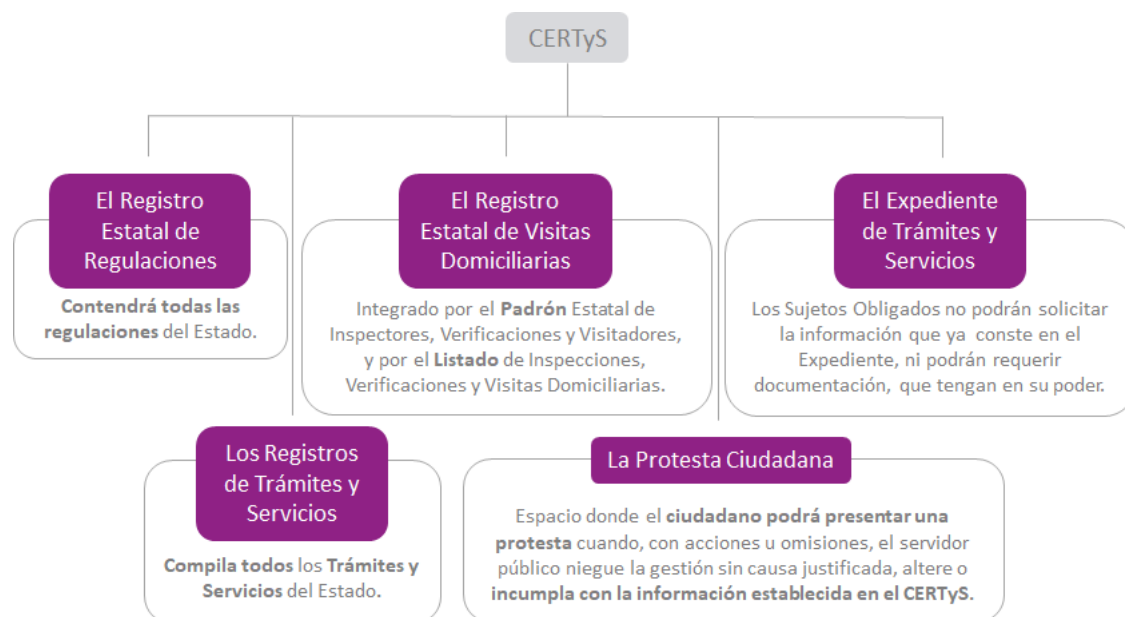 CERTyS
El Registro
Estatal de
Regulaciones
Contendrá todas las
regulaciones del Estado.
El Registro
Estatal de Visitas
Domiciliarias
Integrado por el Padrón Estatal de
Inspectores, Verificaciones y Visitadores,
y por el Listado de Inspecciones,
Verificaciones y Visitas Domiciliarias.
El Expediente
de Trámites y
Servicios
Los Sujetos Obligados no podrán solicitar
la información que ya conste en el
Expediente, ni podrán requerir
documentación, que tengan en su poder.
Los Registros
de Trámites y
Servicios
Compila todos los Trámites y
Servicios del Estado.
La Protesta Ciudadana
Espacio donde el ciudadano podrá presentar una
protesta cuando, con acciones u omisiones, el servidor
público niegue la gestión sin causa justificada, altere o
incumpla con la información establecida en el CERTyS.